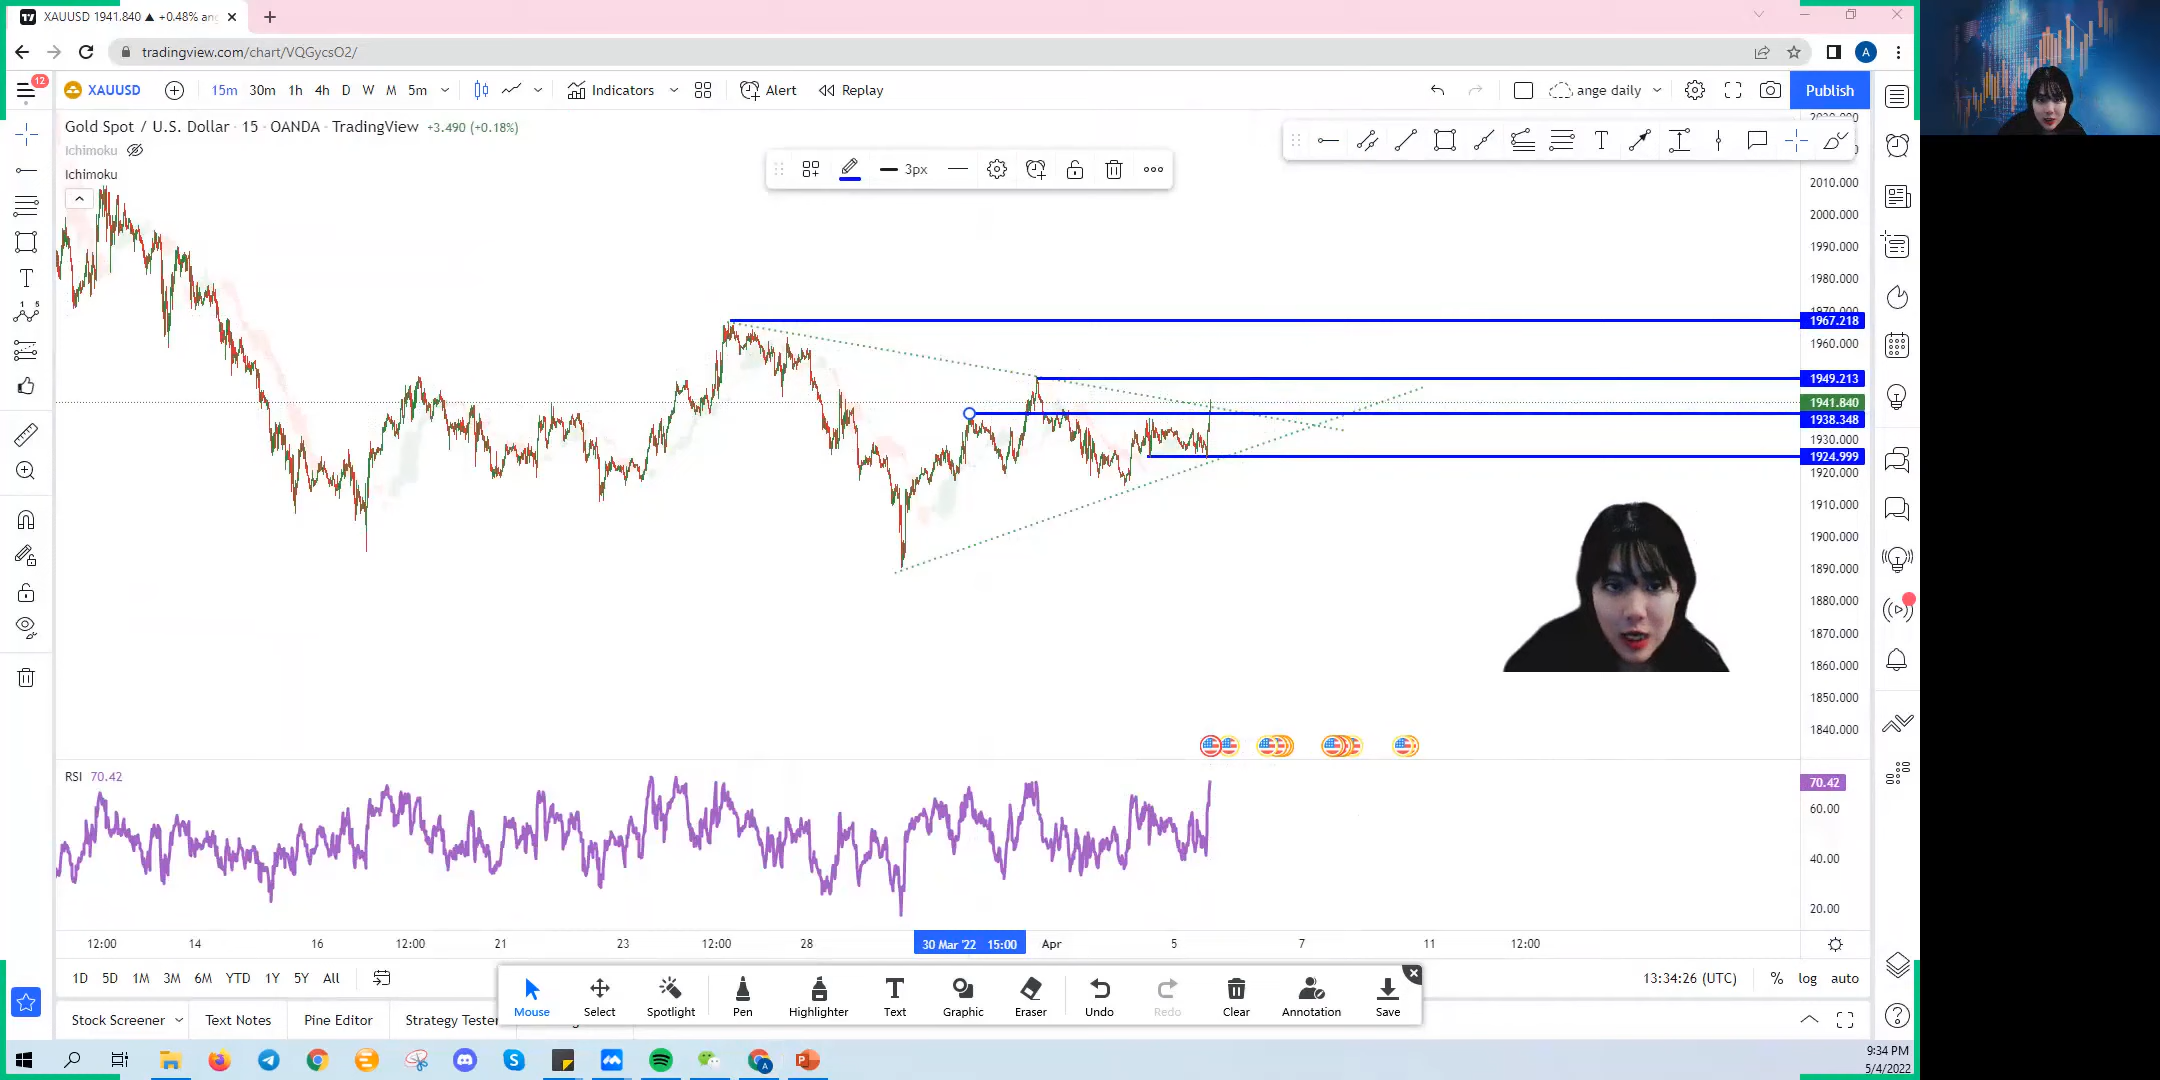 XAUUSD 1941.840 ▲ +0.48% an
tradingview.com/chart/VQGycsO2/
12
XAUUSD
15m 30m 1h 4h D W M 5m
Indicators
Alert
Replay
ange daily
Publish
A
Gold Spot / U.S. Dollar · 15 · OANDA · TradingView +3.490 (+0.18%)
Ichimoku
Ichimoku
3px
2010.000
2000.000
1990.000
1980.000
1967.218
1960.000
1949.213
1941.840
1938.348
1930.000
1924.999
1920.000
1910.000
1900.000
1890.000
1880.000
1870.000
1860.000
1850.000
1840.000
RSI 70.42
70.42
60.00
40.00
20.00
12:00 14 16 12:00 21 23 12:00 28 30 Mar '22 15:00 Apr 5 7 11 12:00
1D 5D 1M 3M 6M YTD 1Y 5Y All
13:34:26 (UTC) % log auto
Mouse Select Spotlight Pen Highlighter Text Graphic Eraser Undo Redo Clear Annotation Save
Stock Screener Text Notes Pine Editor Strategy Tester
9:34 PM
5/4/2022